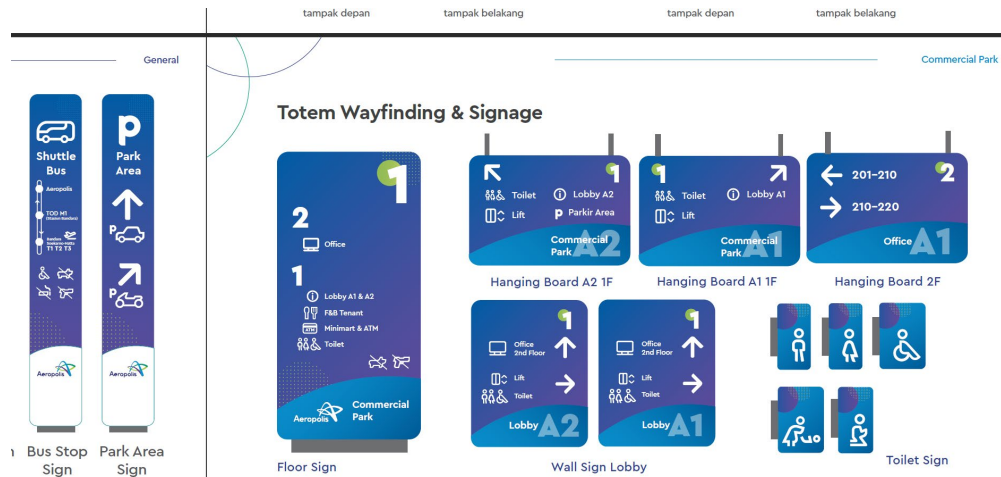 tampak depan
tampak belakang
tampak depan
tampak belakang
General
Commercial Park
Totem Wayfinding & Signage
Shuttle
Bus
Aeropolis
TOD M1
T1 T2 T3
Aeropolis
Bus Stop
Sign
P
Park
Area
P
P
Aeropolis
Park Area
Sign
1
2
Office
1
Lobby A1 & A2
F&B Tenant
Minimart & ATM
Toilet
Aeropolis
Commercial
Park
Floor Sign
1
Toilet
Lobby A2
Lift
P Parkir Area
Commercial
Park
A2
Hanging Board A2 1F
1
Toilet
Lobby A1
Lift
Commercial
Park
A1
Hanging Board A1 1F
201-210
2
210-220
Office
A1
Hanging Board 2F
1
Office
2nd Floor
Lift
Toilet
Lobby
A2
1
Office
2nd Floor
Lift
Toilet
Lobby
A1
Wall Sign Lobby
Toilet Sign